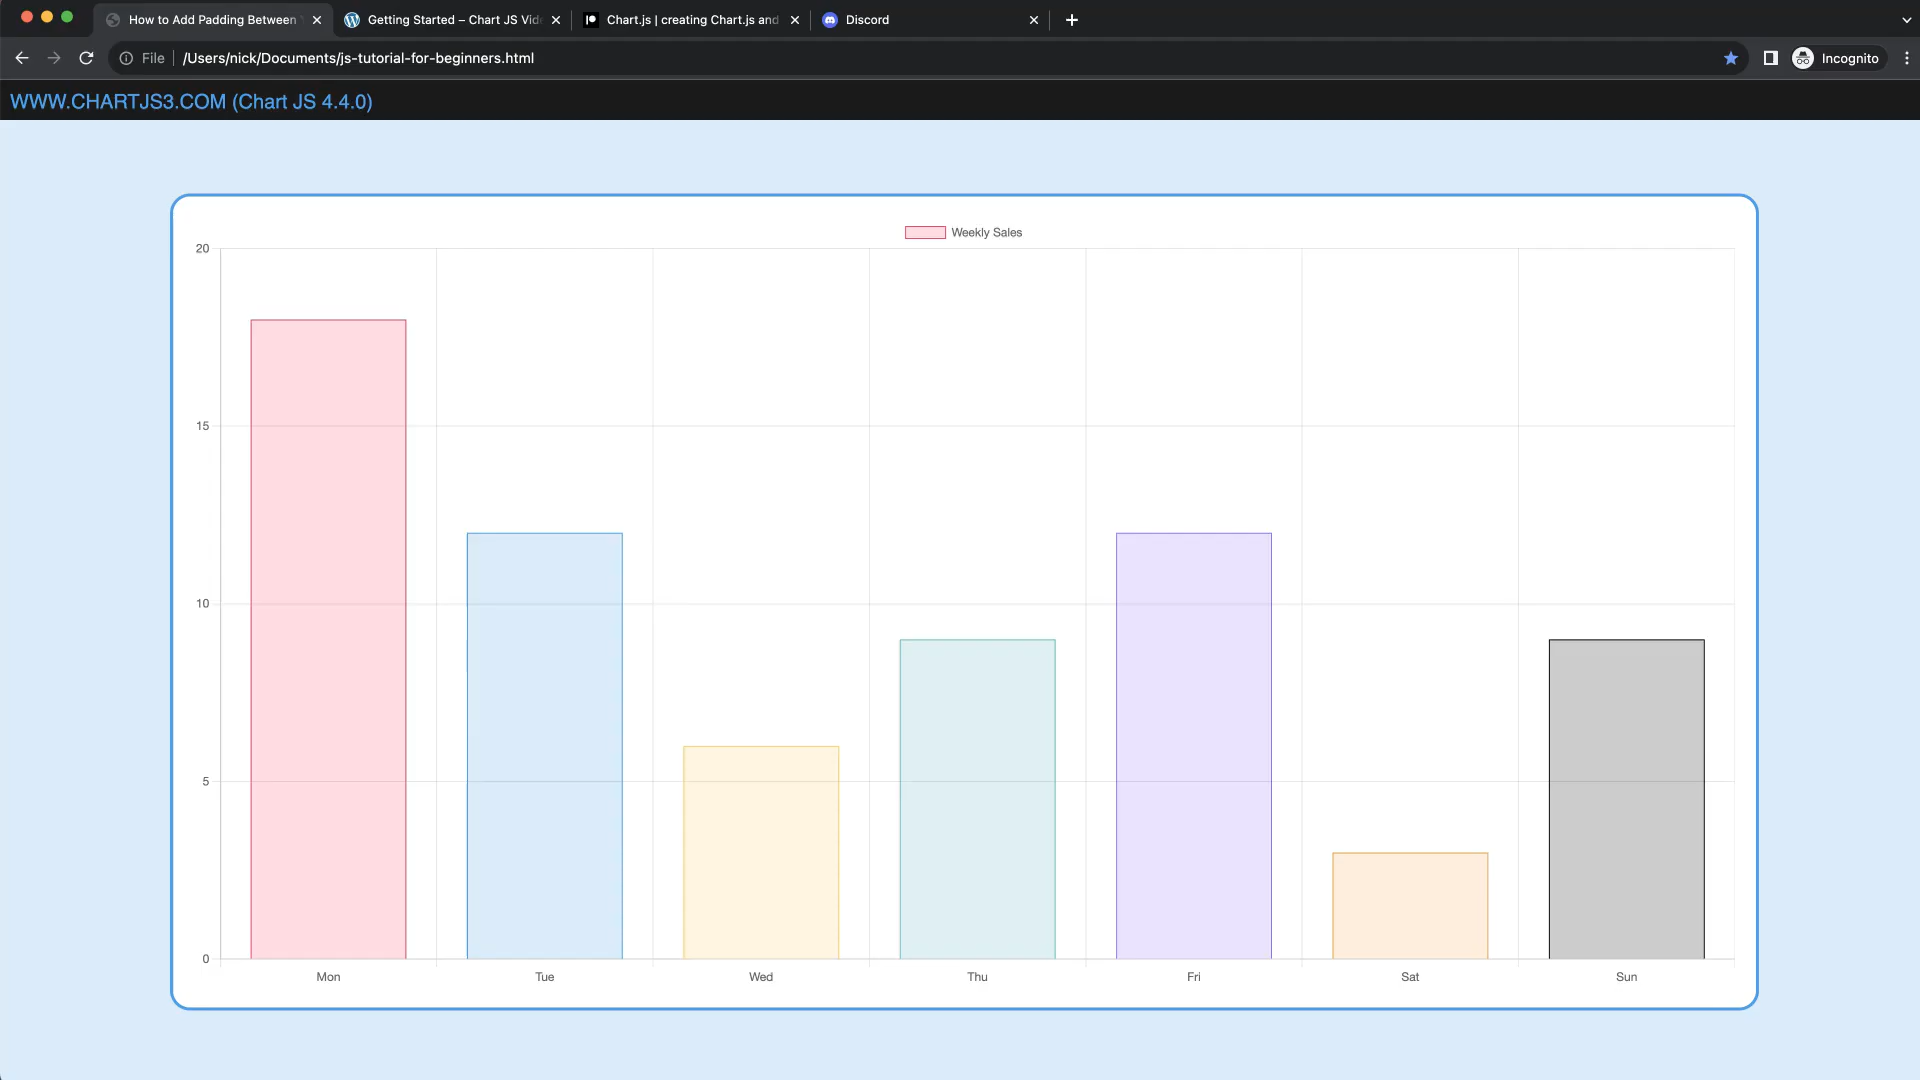 How to Add Padding Between
Getting Started – Chart JS Vid
Chart.js | creating Chart.js and
Discord
File
/Users/nick/Documents/js-tutorial-for-beginners.html
Incognito
WWW.CHARTJS3.COM (Chart JS 4.4.0)
Weekly Sales
20
15
10
5
0
Mon Tue Wed Thu Fri Sat Sun